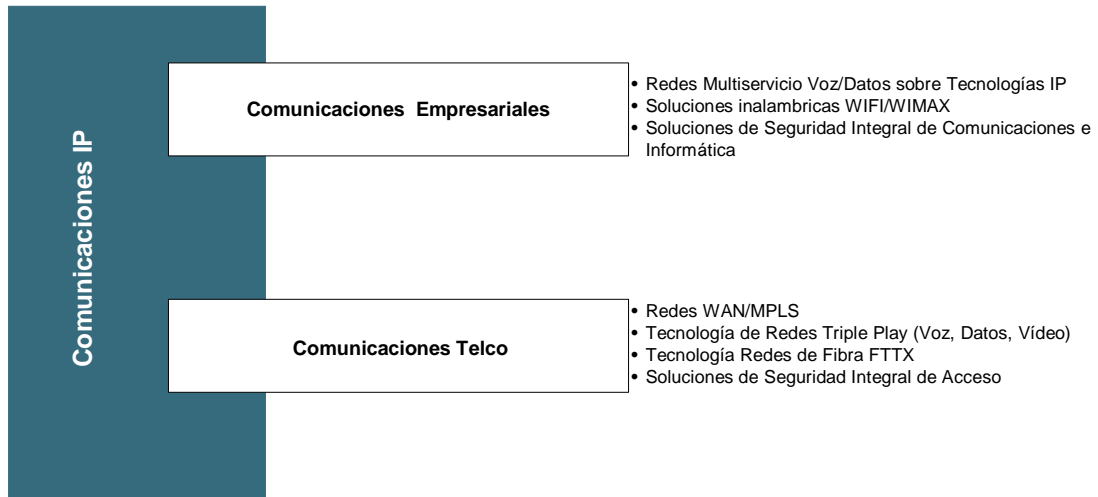 Comunicaciones IP
Comunicaciones Empresariales
• Redes Multiservicio Voz/Datos sobre Tecnologías IP
• Soluciones inalambricas WIFI/WIMAX
• Soluciones de Seguridad Integral de Comunicaciones e
Informática
Comunicaciones Telco
• Redes WAN/MPLS
• Tecnología de Redes Triple Play (Voz, Datos, Vídeo)
• Tecnología Redes de Fibra FTTX
• Soluciones de Seguridad Integral de Acceso